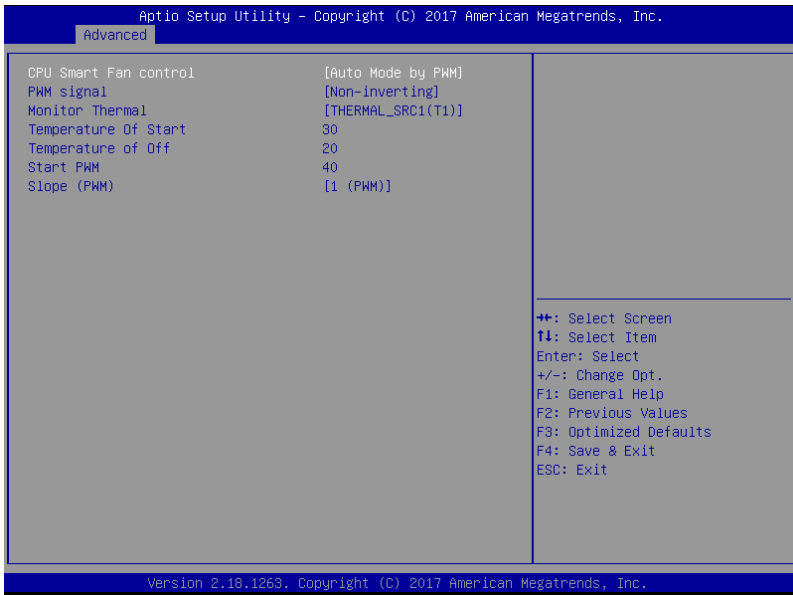 Aptio Setup Utility – Copyright (C) 2017 American Megatrends, Inc.
Advanced
CPU Smart Fan control [Auto Mode by PWM]
PWM signal [Non-inverting]
Monitor Thermal [THERMAL_SRC1(T1)]
Temperature Of Start 30
Temperature of Off 20
Start PWM 40
Slope (PWM) [1 (PWM)]
→←: Select Screen
↑↓: Select Item
Enter: Select
+/-: Change Opt.
F1: General Help
F2: Previous Values
F3: Optimized Defaults
F4: Save & Exit
ESC: Exit
Version 2.18.1263. Copyright (C) 2017 American Megatrends, Inc.